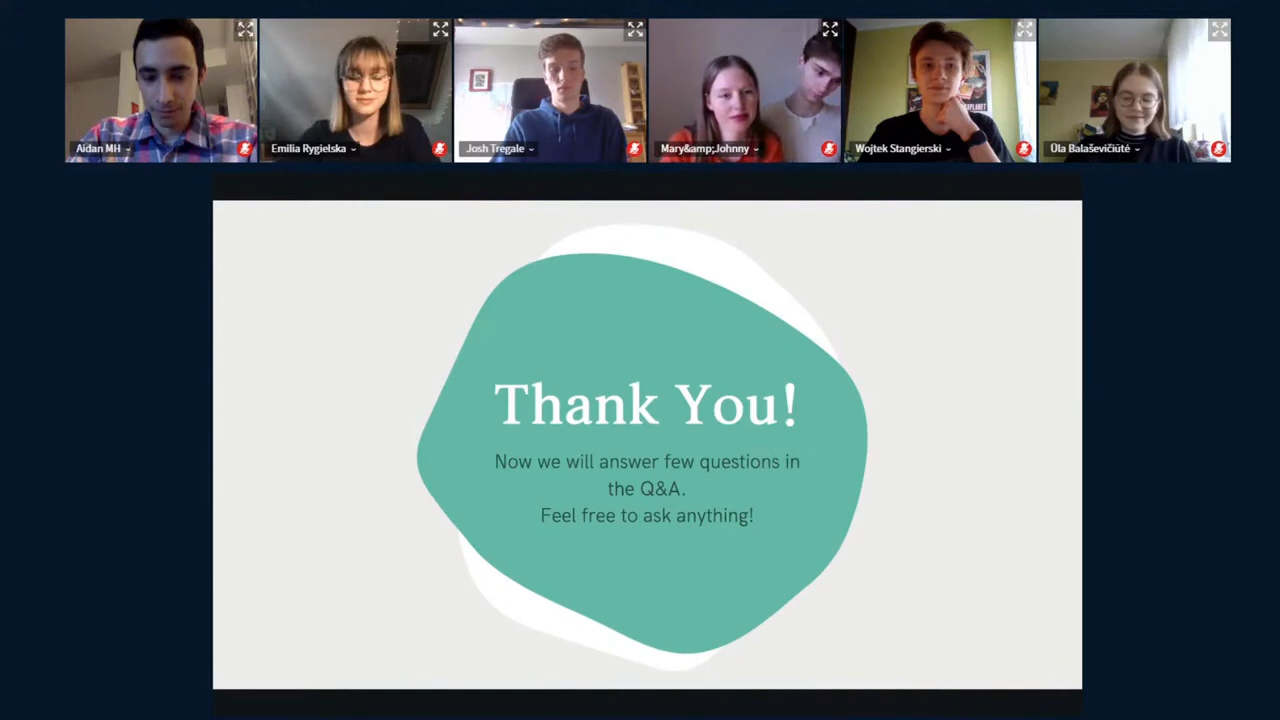 Aidan MH
Emilia Rygielska
Josh Tregale
Mary&amp;Johnny
Wojtek Stangierski
Ūla Balaševičiūtė
Thank You!
Now we will answer few questions in
the Q&A.
Feel free to ask anything!